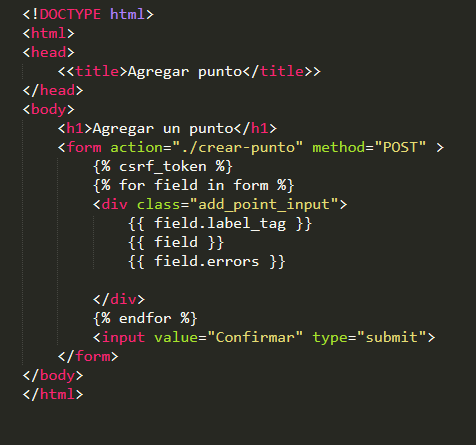 <!DOCTYPE html>
<html>
<head>
<<title>Agregar punto</title>>
</head>
<body>
<h1>Agregar un punto</h1>
<form action="./crear-punto" method="POST" >
{% csrf_token %}
{% for field in form %}
<div class="add_point_input">
{{ field.label_tag }}
{{ field }}
{{ field.errors }}
</div>
{% endfor %}
<input value="Confirmar" type="submit">
</form>
</body>
</html>